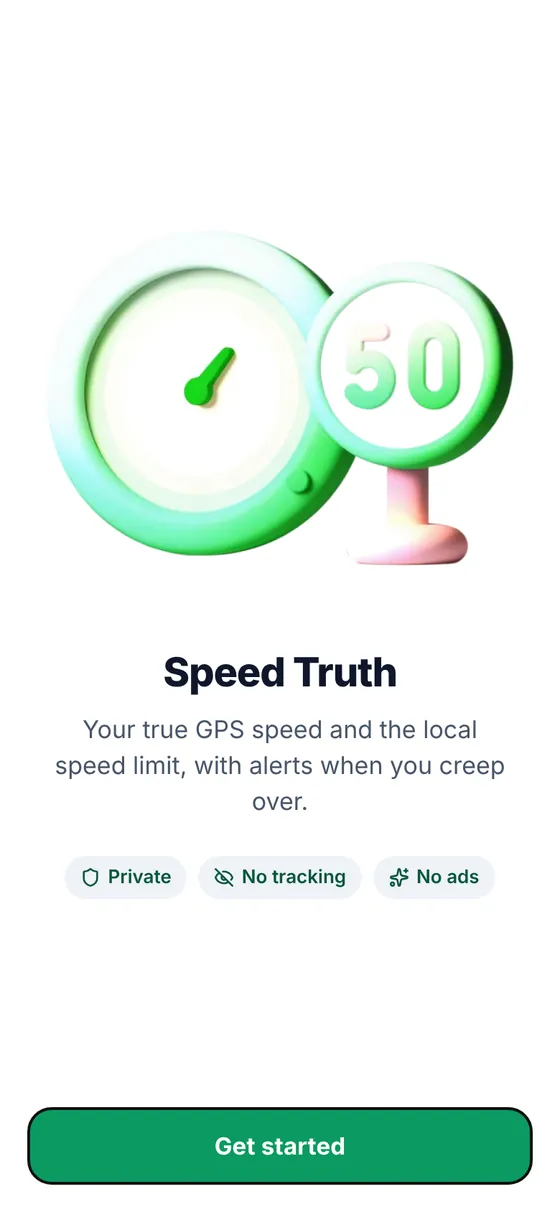 50
Speed Truth
Your true GPS speed and the local
speed limit, with alerts when you creep
over.
Private
No tracking
No ads
Get started